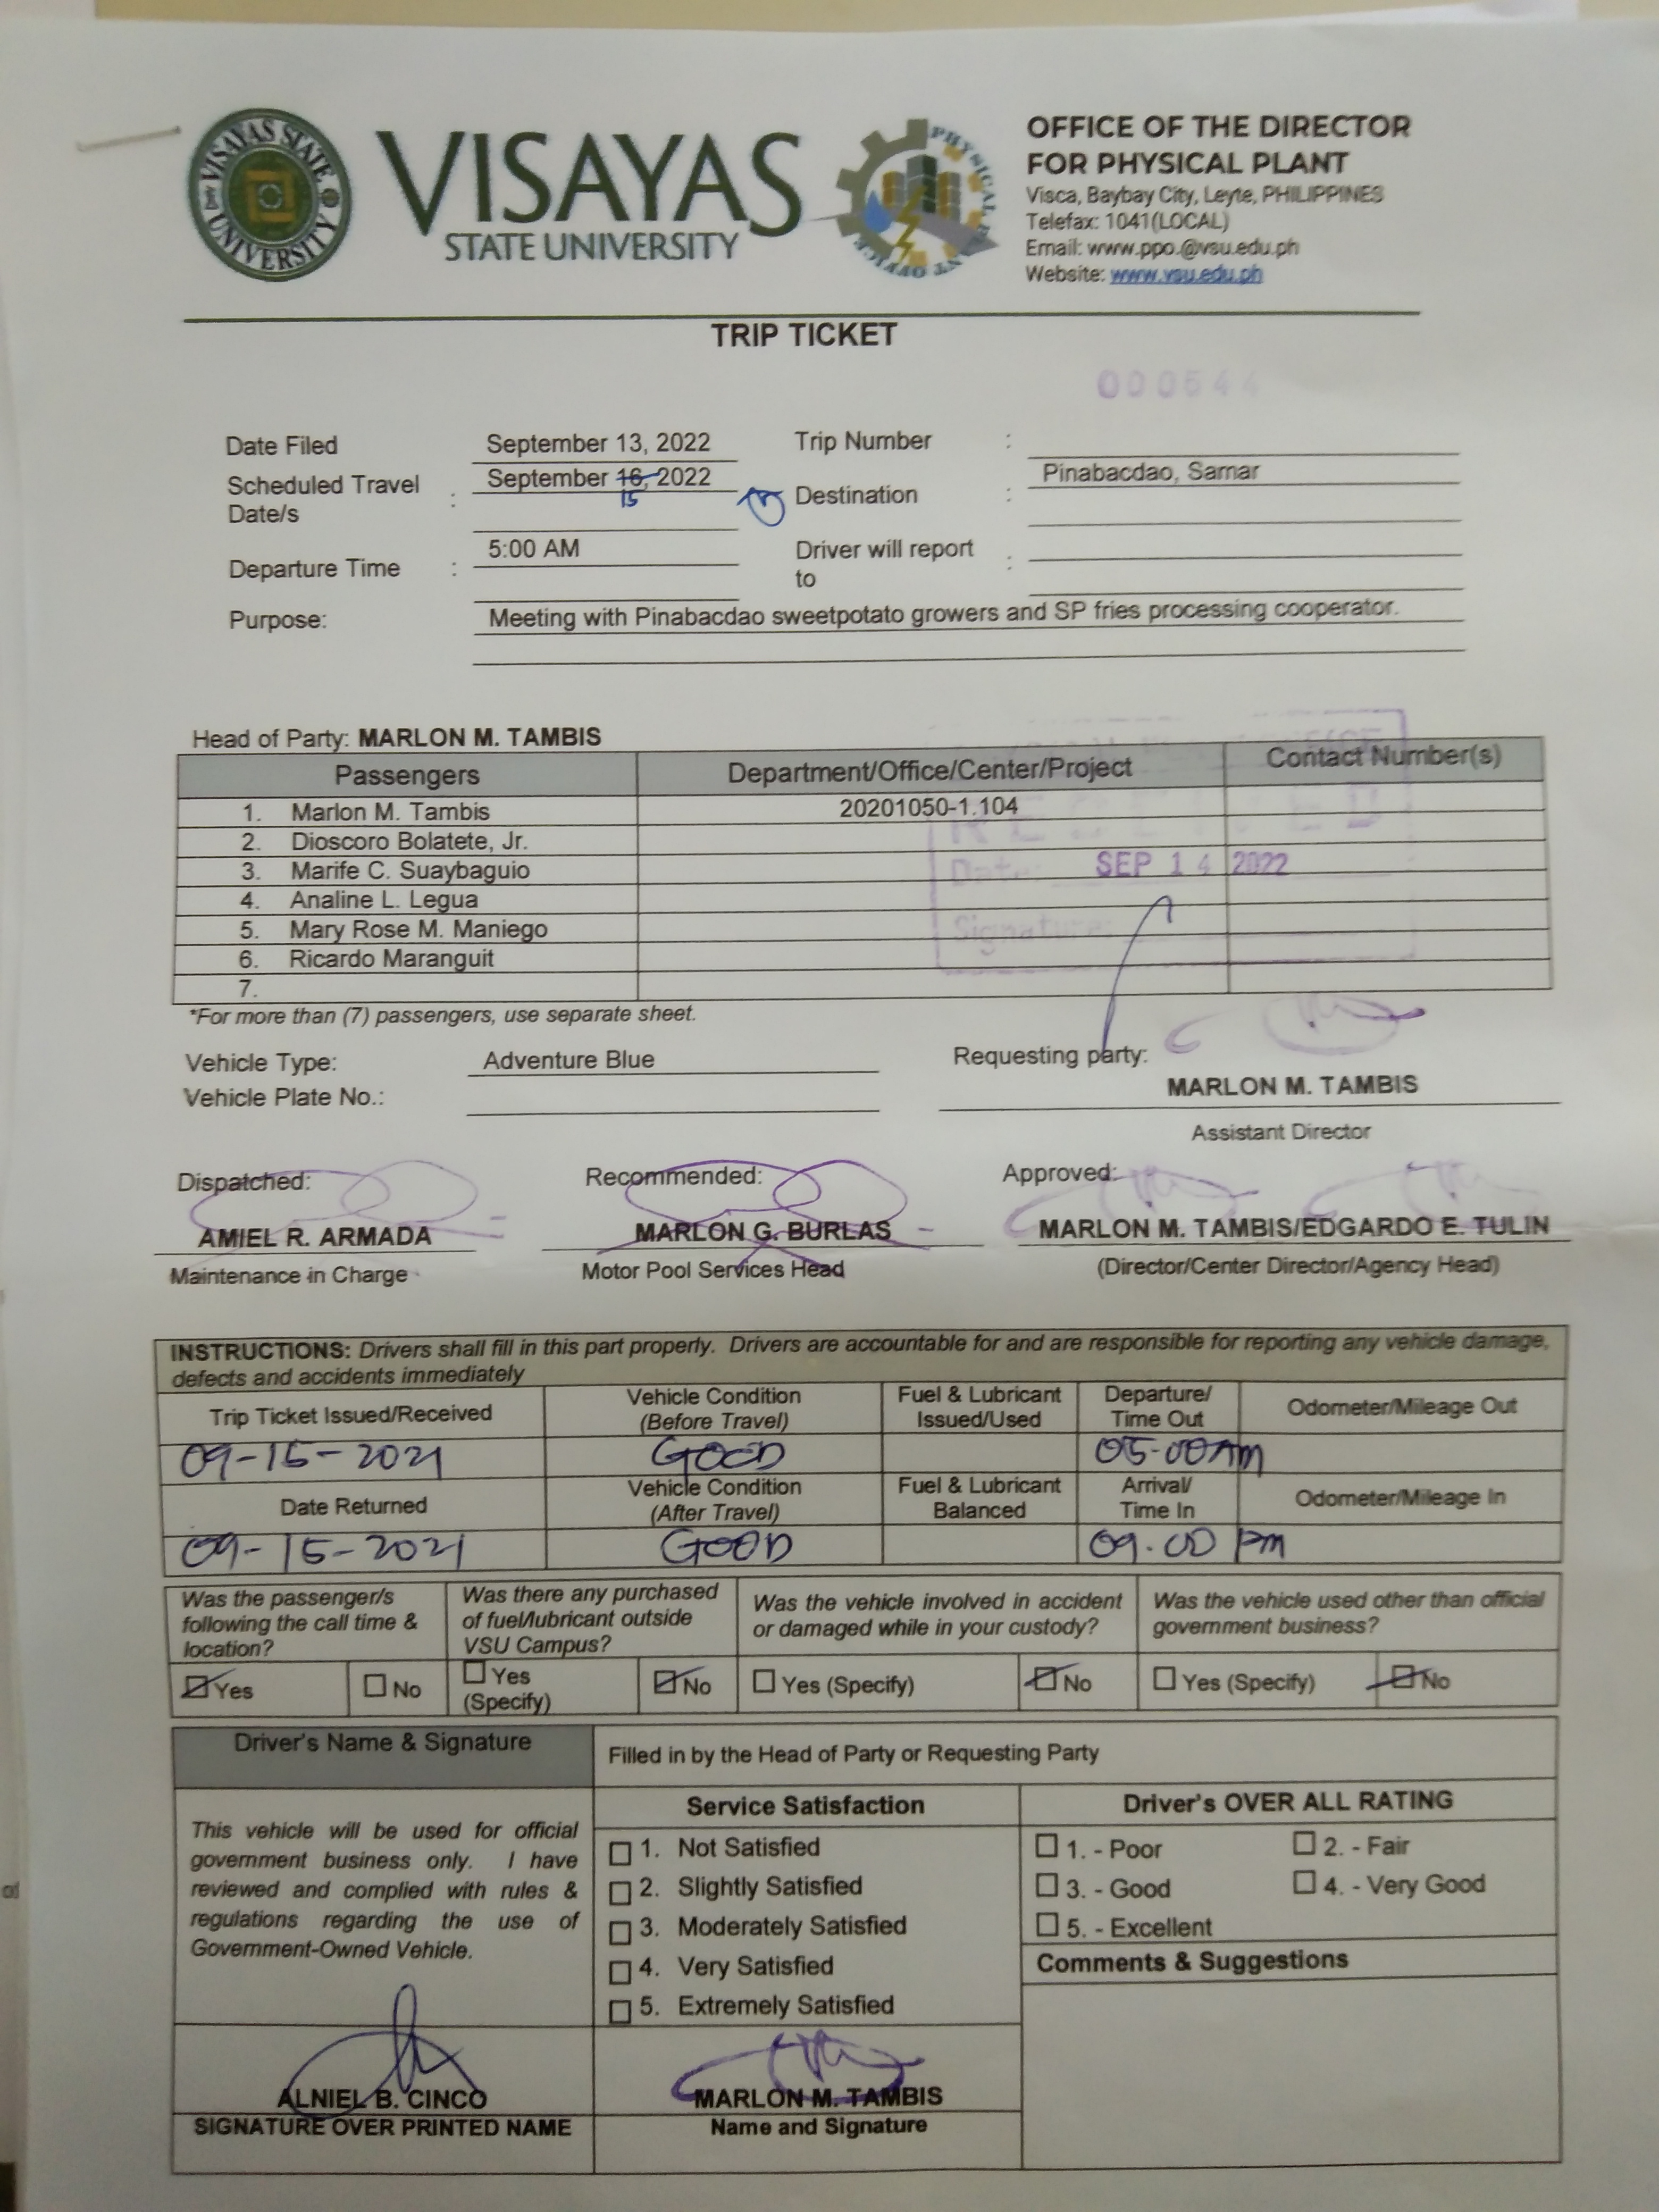 VISAYAS STATE UNIVERSITY
VISAYAS
STATE UNIVERSITY
PHYSICAL PLANT OFFICE
OFFICE OF THE DIRECTOR
FOR PHYSICAL PLANT
Visca, Baybay City, Leyte, PHILIPPINES
Telefax: 1041(LOCAL)
Email: www.ppo.@vsu.edu.ph
Website: www.vsu.edu.ph
TRIP TICKET
000544
Date Filed September 13, 2022 Trip Number :
Scheduled Travel Date/s : September 16, 2022 Destination : Pinabacdao, Samar
15
Departure Time : 5:00 AM Driver will report to :
Purpose: Meeting with Pinabacdao sweetpotato growers and SP fries processing cooperator.
Head of Party: MARLON M. TAMBIS
Passengers Department/Office/Center/Project Contact Number(s)
1. Marlon M. Tambis 20201050-1.104
2. Dioscoro Bolatete, Jr.
3. Marife C. Suaybaguio
4. Analine L. Legua
5. Mary Rose M. Maniego
6. Ricardo Maranguit
7.
RECEIVED
Date: SEP 14 2022
Signature:
*For more than (7) passengers, use separate sheet.
Vehicle Type: Adventure Blue Requesting party:
Vehicle Plate No.: MARLON M. TAMBIS
Assistant Director
Dispatched: Recommended: Approved:
AMIEL R. ARMADA MARLON G. BURLAS MARLON M. TAMBIS/EDGARDO E. TULIN
Maintenance in Charge Motor Pool Services Head (Director/Center Director/Agency Head)
INSTRUCTIONS: Drivers shall fill in this part properly. Drivers are accountable for and are responsible for reporting any vehicle damage,
defects and accidents immediately
Trip Ticket Issued/Received Vehicle Condition (Before Travel) Fuel & Lubricant Issued/Used Departure/ Time Out Odometer/Mileage Out
09-15-2021 GOOD 05:00AM
Date Returned Vehicle Condition (After Travel) Fuel & Lubricant Balanced Arrival/ Time In Odometer/Mileage In
09-15-2021 GOOD 09:00 PM
Was the passenger/s following the call time & location? Was there any purchased of fuel/lubricant outside VSU Campus? Was the vehicle involved in accident or damaged while in your custody? Was the vehicle used other than official government business?
Yes No Yes (Specify) No Yes (Specify) No Yes (Specify) No
Driver's Name & Signature Filled in by the Head of Party or Requesting Party
This vehicle will be used for official
government business only. I have
reviewed and complied with rules &
regulations regarding the use of
Government-Owned Vehicle.
Service Satisfaction
1. Not Satisfied
2. Slightly Satisfied
3. Moderately Satisfied
4. Very Satisfied
5. Extremely Satisfied
Driver's OVER ALL RATING
1. - Poor 2. - Fair
3. - Good 4. - Very Good
5. - Excellent
Comments & Suggestions
ALNIEL B. CINCO MARLON M. TAMBIS
SIGNATURE OVER PRINTED NAME Name and Signature